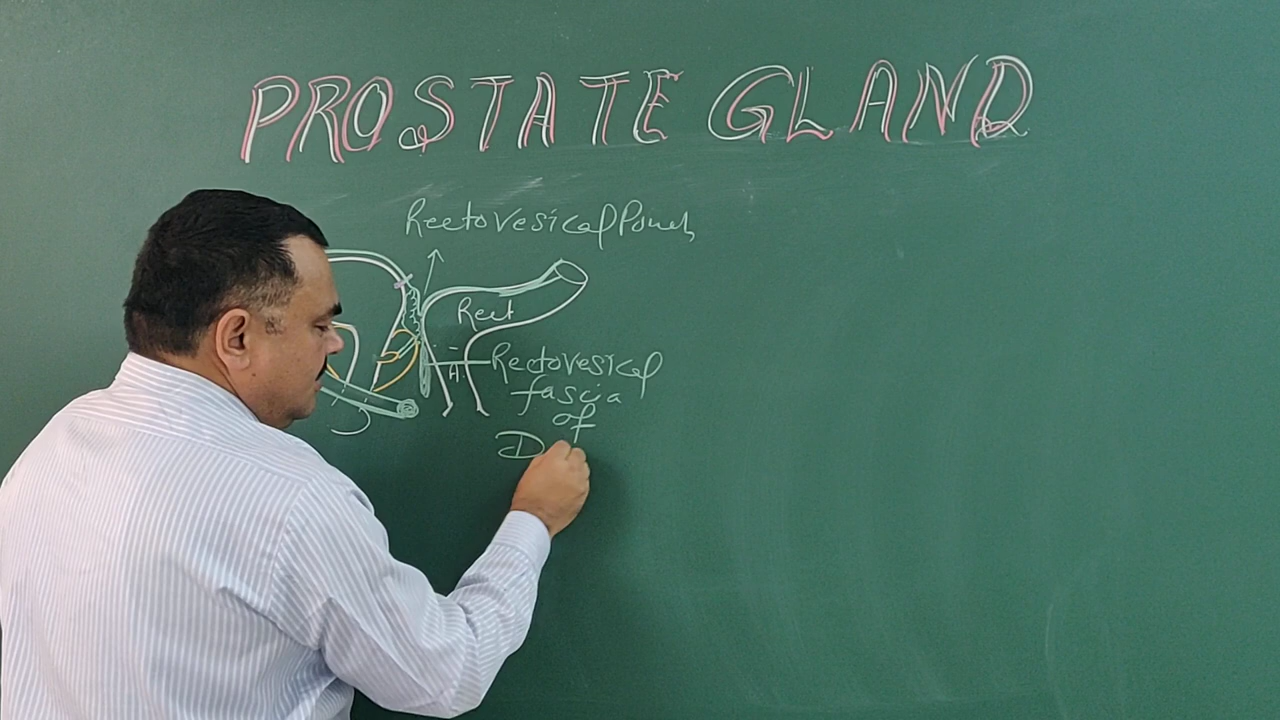 PROSTATE GLAND
Rectovesical Pouch
Rect
Rectovesical
A
fascia
of
D